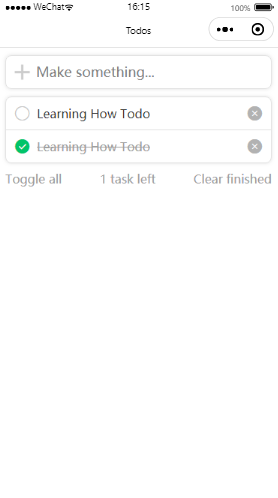 WeChat 16:15 100%
Todos
Make something...
Learning How Todo
Learning How Todo
Toggle all 1 task left Clear finished